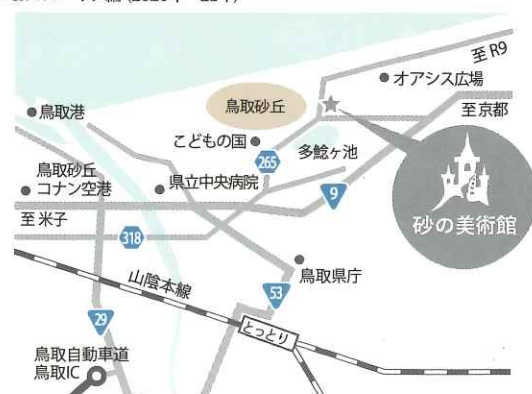 至R9
オアシス広場
至京都
鳥取砂丘
鳥取港
こどもの国
265
多鯰ヶ池
鳥取砂丘
コナン空港
県立中央病院
9
砂の美術館
至米子
318
鳥取県庁
山陰本線
53
29
とっとり
鳥取自動車道
鳥取IC